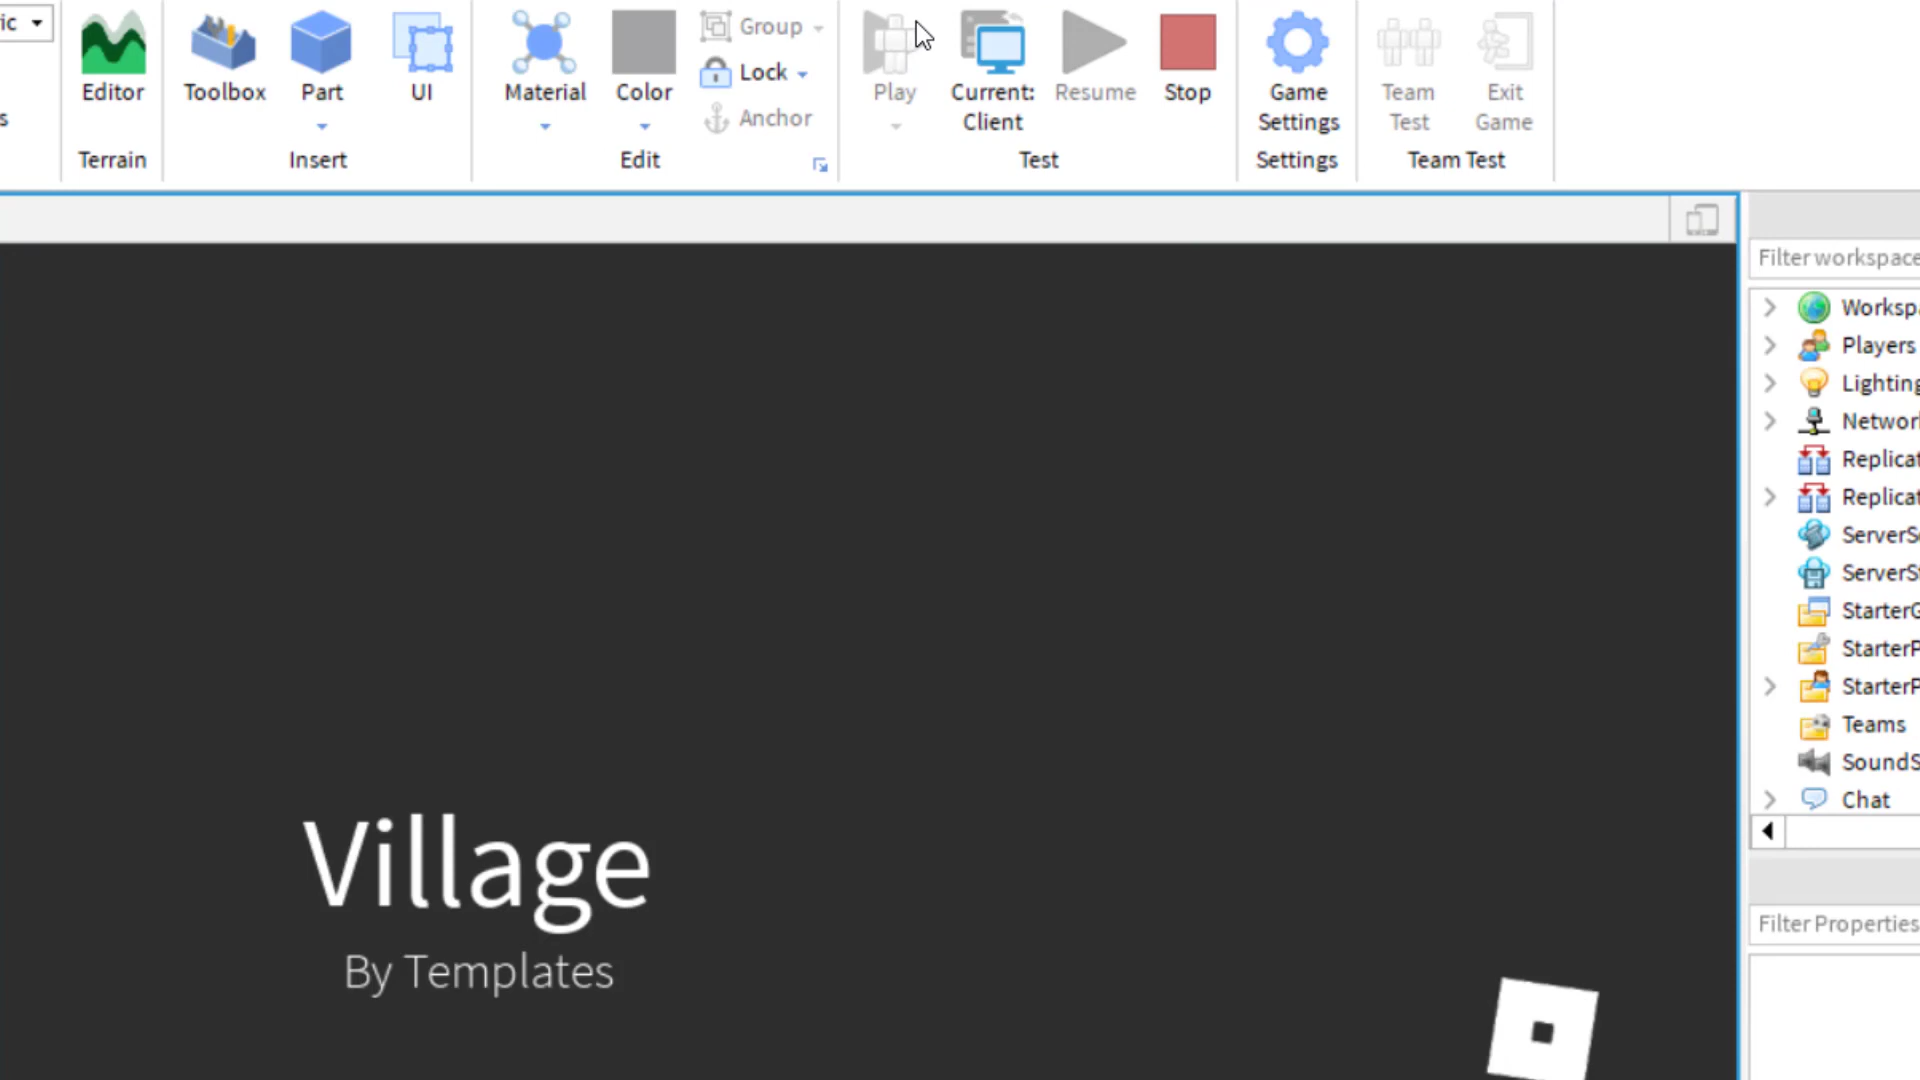 ic
s
Editor
Terrain
Toolbox
Part
UI
Insert
Material
Color
Group
Lock
Anchor
Edit
Play
Current:
Client
Resume
Stop
Test
Game
Settings
Settings
Team
Test
Exit
Game
Team Test
Filter workspace
Worksp
Players
Lighting
Networ
Replicat
Replicat
ServerS
ServerS
StarterG
StarterP
StarterP
Teams
SoundS
Chat
Filter Properties
Village
By Templates